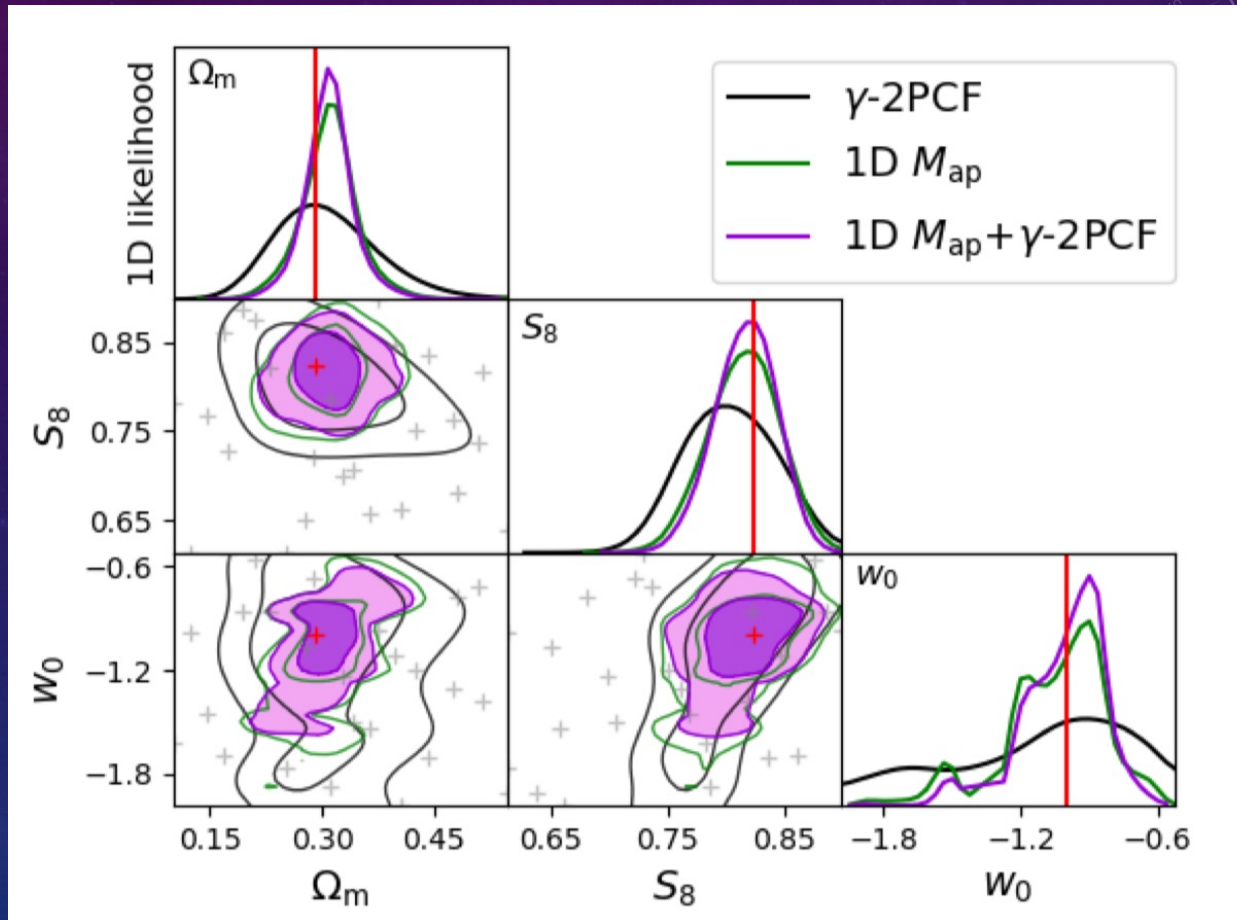 Ωm
1D likelihood
γ-2PCF
1D Map
1D Map+γ-2PCF
S8
0.85
0.75
0.65
S8
w0
−0.6
−1.2
−1.8
w0
0.15 0.30 0.45 0.65 0.75 0.85 −1.8 −1.2 −0.6
Ωm S8 w0